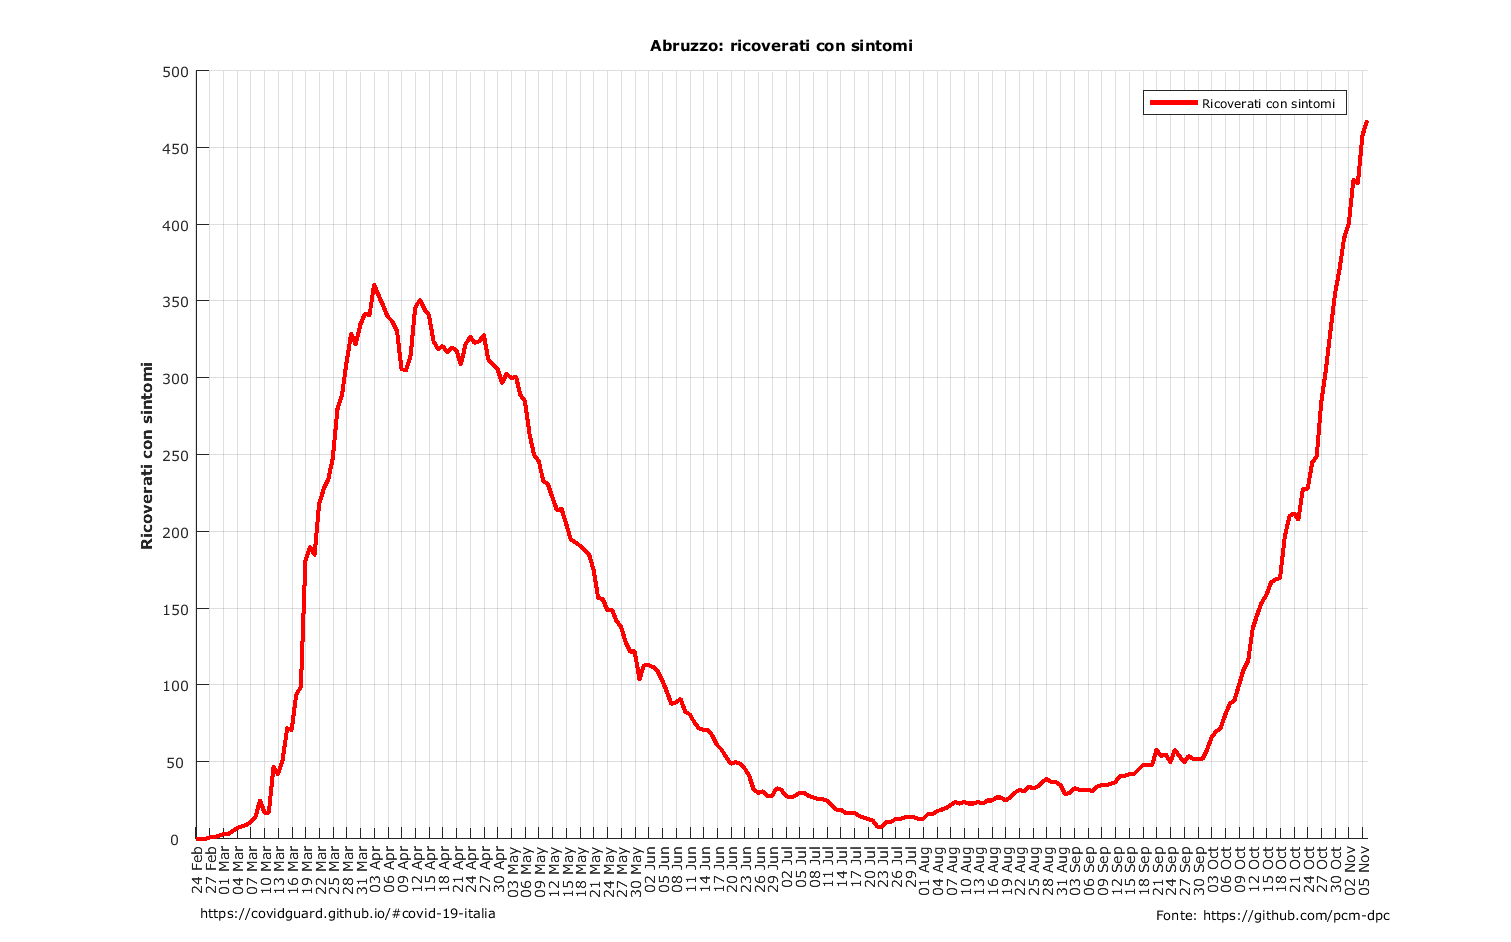 Abruzzo: ricoverati con sintomi
Ricoverati con sintomi
Ricoverati con sintomi
500
450
400
350
300
250
200
150
100
50
0
24 Feb
27 Feb
01 Mar
04 Mar
07 Mar
10 Mar
13 Mar
16 Mar
19 Mar
22 Mar
25 Mar
28 Mar
31 Mar
03 Apr
06 Apr
09 Apr
12 Apr
15 Apr
18 Apr
21 Apr
24 Apr
27 Apr
30 Apr
03 May
06 May
09 May
12 May
15 May
18 May
21 May
24 May
27 May
30 May
02 Jun
05 Jun
08 Jun
11 Jun
14 Jun
17 Jun
20 Jun
23 Jun
26 Jun
29 Jun
02 Jul
05 Jul
08 Jul
11 Jul
14 Jul
17 Jul
20 Jul
23 Jul
26 Jul
29 Jul
01 Aug
04 Aug
07 Aug
10 Aug
13 Aug
16 Aug
19 Aug
22 Aug
25 Aug
28 Aug
31 Aug
03 Sep
06 Sep
09 Sep
12 Sep
15 Sep
18 Sep
21 Sep
24 Sep
27 Sep
30 Sep
03 Oct
06 Oct
09 Oct
12 Oct
15 Oct
18 Oct
21 Oct
24 Oct
27 Oct
30 Oct
02 Nov
05 Nov
https://covidguard.github.io/#covid-19-italia
Fonte: https://github.com/pcm-dpc